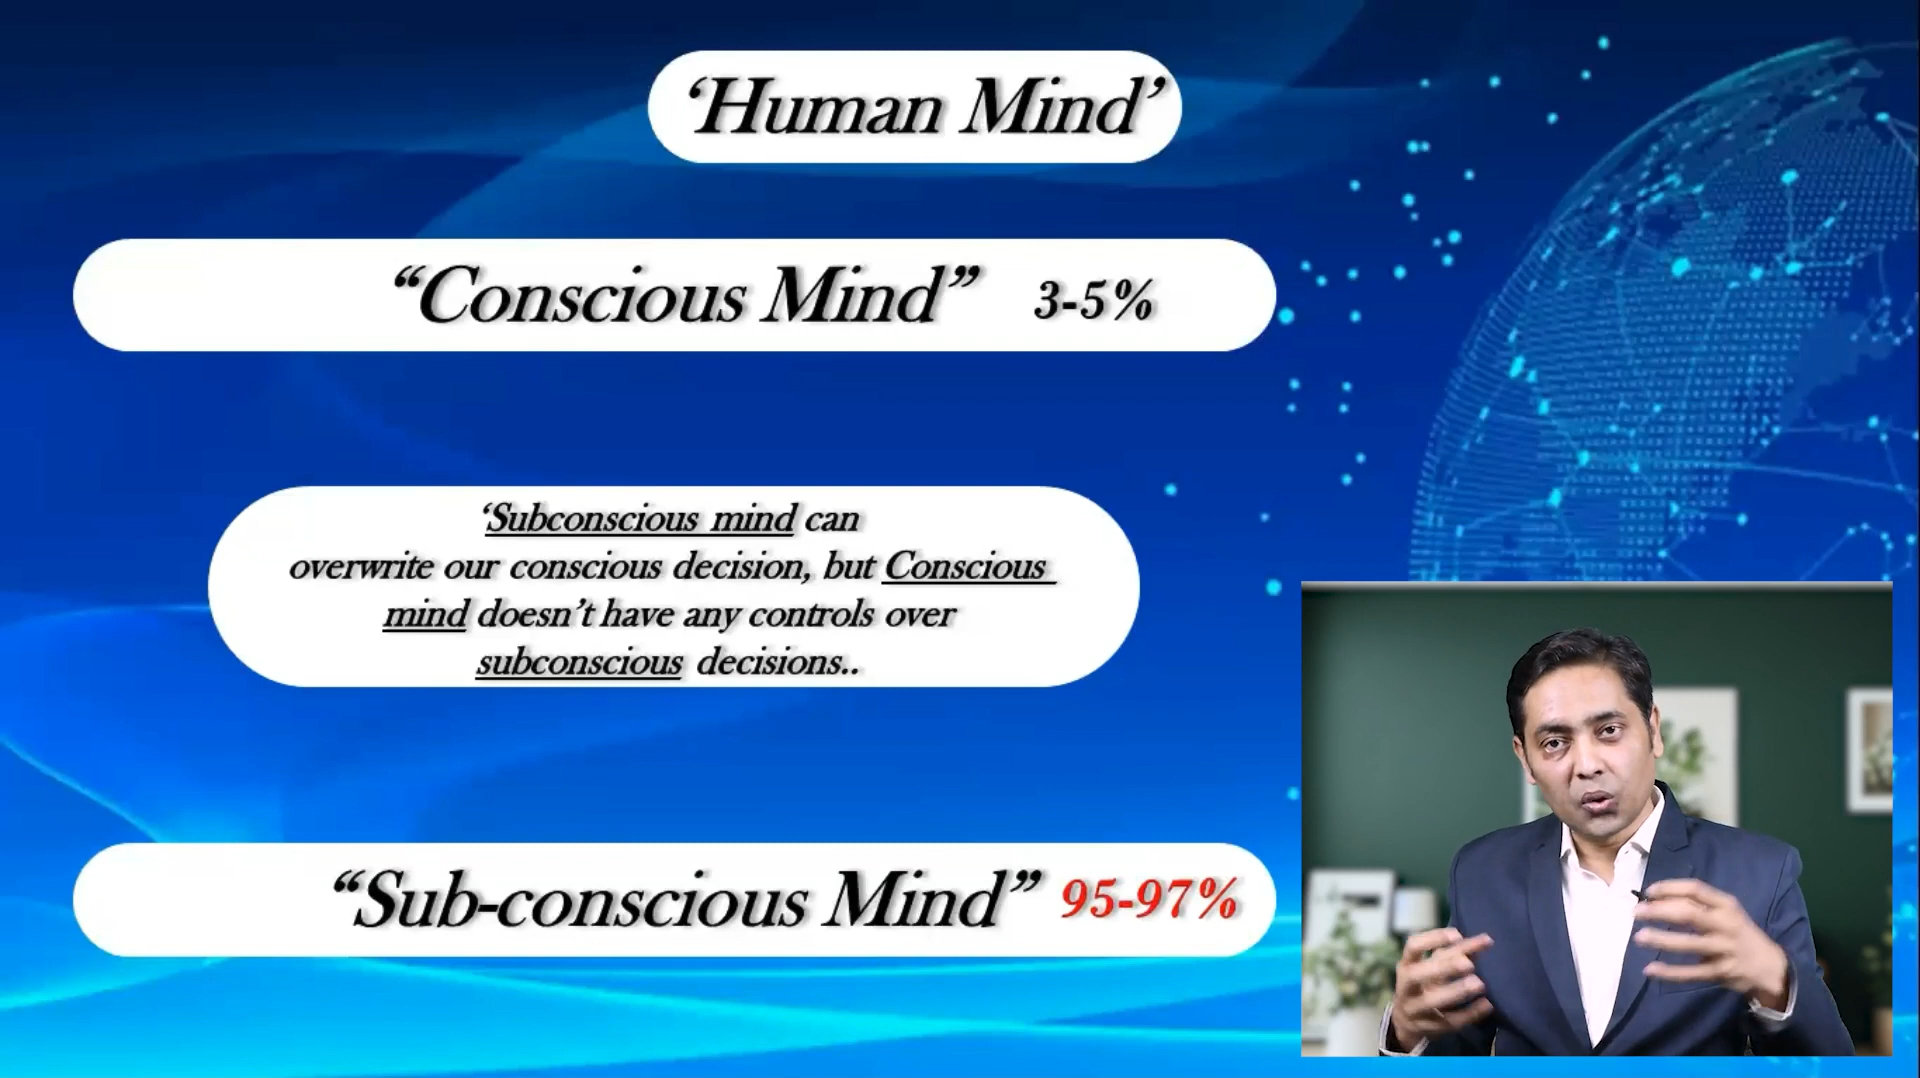 ‘Human Mind’
“Conscious Mind” 3-5%
‘Subconscious mind can
overwrite our conscious decision, but Conscious
mind doesn’t have any controls over
subconscious decisions..
“Sub-conscious Mind” 95-97%